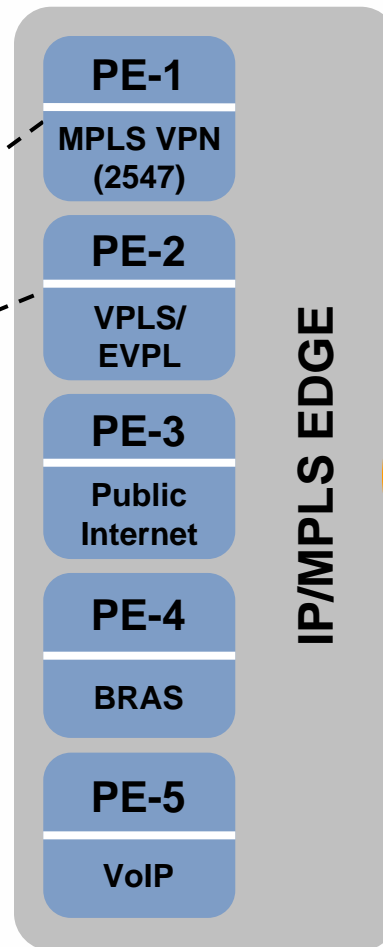 PE-1
MPLS VPN
(2547)
PE-2
VPLS/
EVPL
PE-3
Public
Internet
PE-4
BRAS
PE-5
VoIP
IP/MPLS EDGE